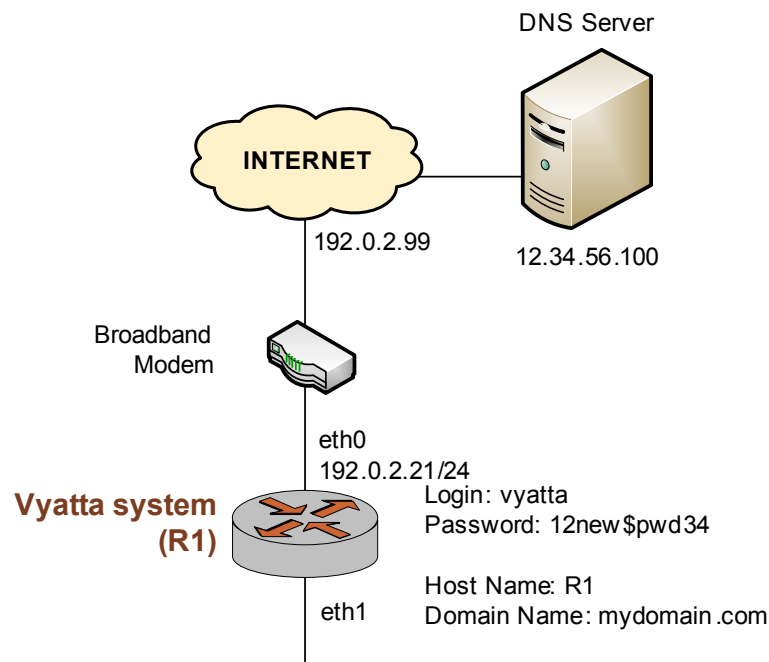 DNS Server
INTERNET
192.0.2.99
12.34.56.100
Broadband
Modem
eth0
192.0.2.21/24
Vyatta system
(R1)
Login: vyatta
Password: 12new$pwd34
Host Name: R1
Domain Name: mydomain.com
eth1